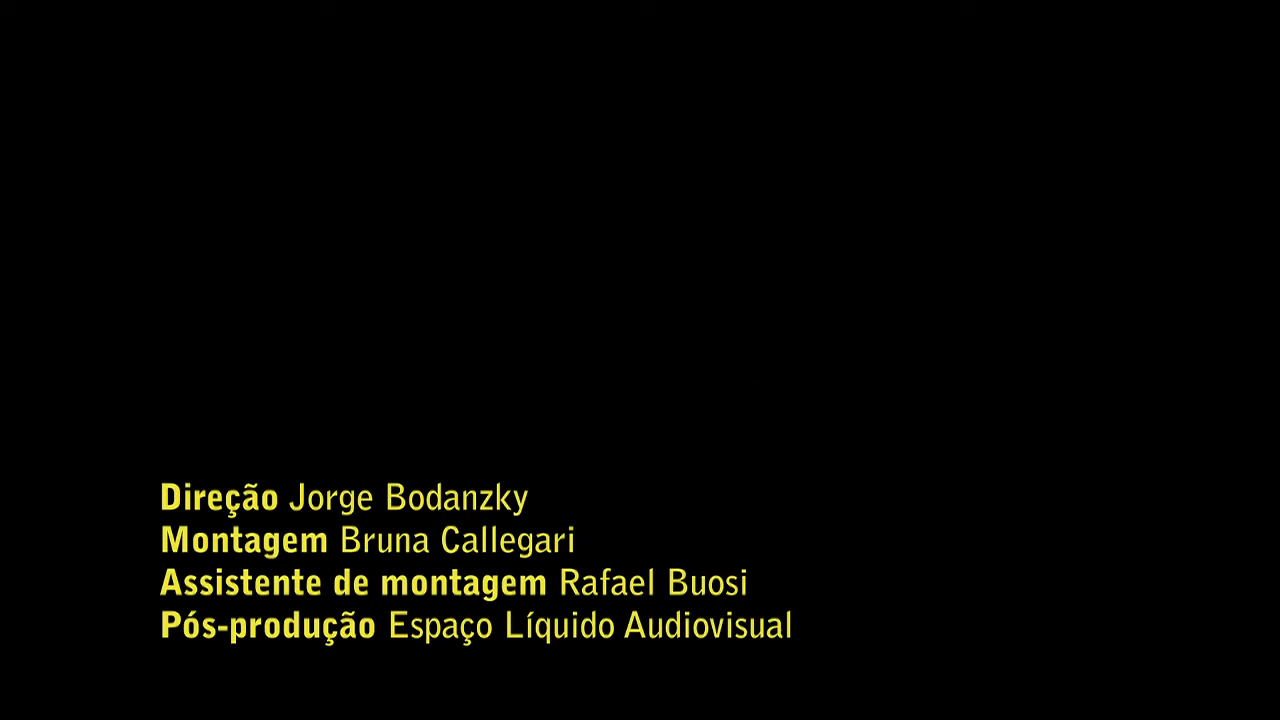 Direção Jorge Bodanzky
Montagem Bruna Callegari
Assistente de montagem Rafael Buosi
Pós-produção Espaço Líquido Audiovisual